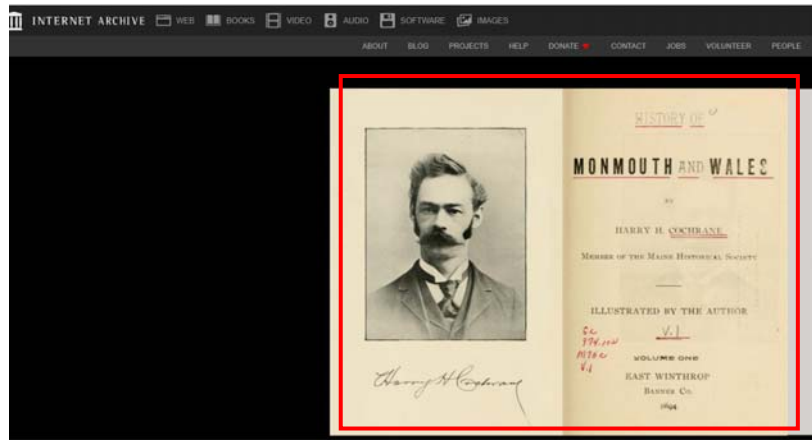 INTERNET ARCHIVE WEB BOOKS VIDEO AUDIO SOFTWARE IMAGES
ABOUT BLOG PROJECTS HELP DONATE CONTACT JOBS VOLUNTEER PEOPLE
HISTORY OF
MONMOUTH AND WALES
BY
HARRY H. COCHRANE
MEMBER OF THE MAINE HISTORICAL SOCIETY
ILLUSTRATED BY THE AUTHOR
V.1
VOLUME ONE
V.1
EAST WINTHROP
BANNER CO.
1894
Harry H Cochrane